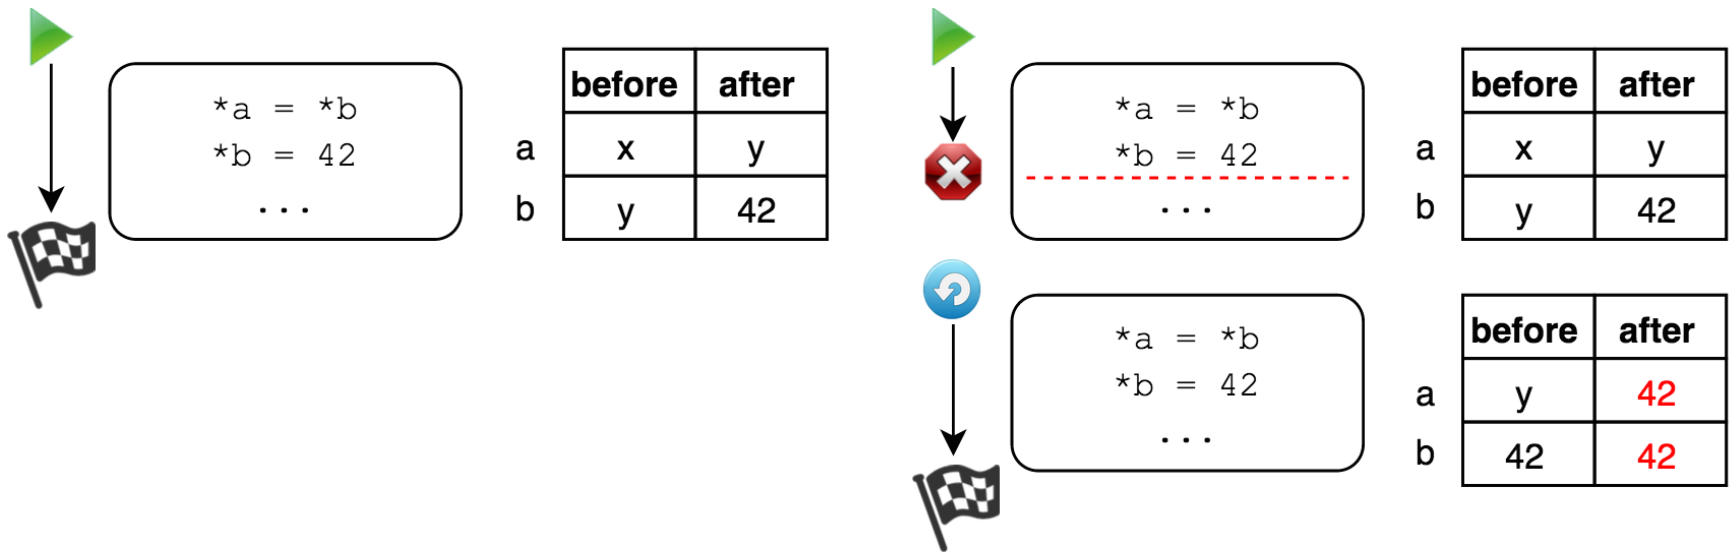 *a = *b
*b = 42
...
before after
a x y
b y 42
*a = *b
*b = 42
...
before after
a x y
b y 42
*a = *b
*b = 42
...
before after
a y 42
b 42 42